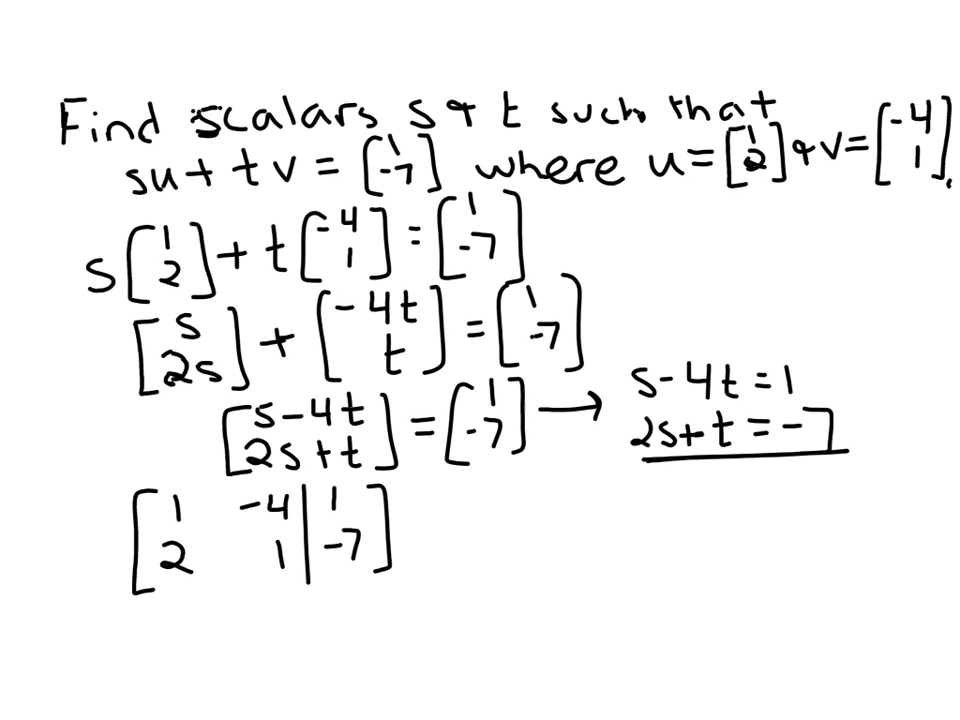 Find scalars s & t such that
su + tv = [1 -7] where u = [1 2] & v = [-4 1].
s[1 2] + t[-4 1] = [1 -7]
[s 2s] + [-4t t] = [1 -7]
[s-4t 2s+t] = [1 -7] → s-4t=1
2s+t=-7
[1 -4 | 1
2 1 | -7]